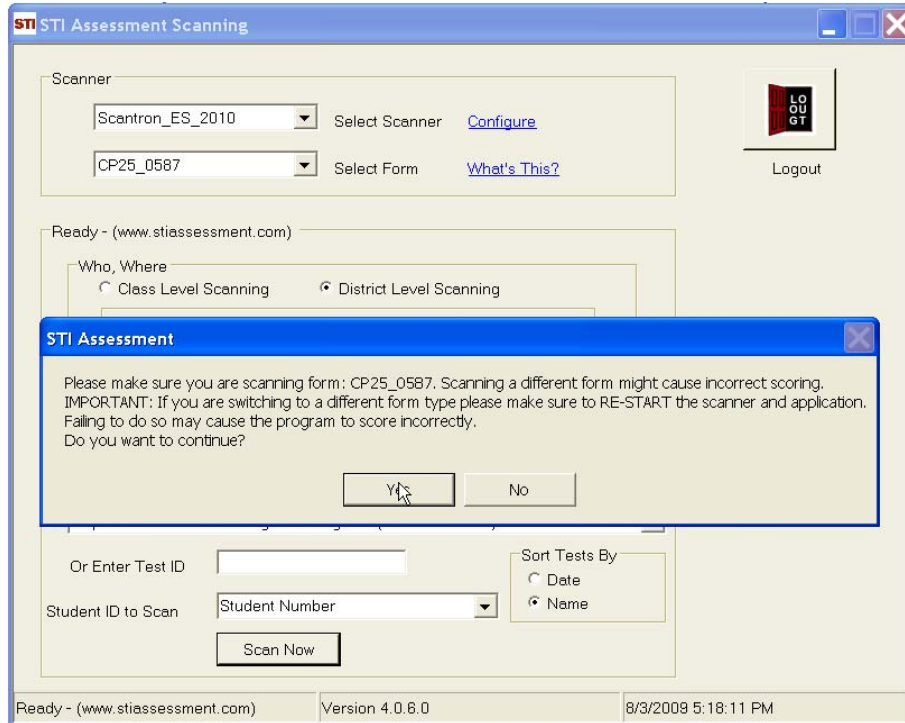 STI STI Assessment Scanning
Scanner
Scantron_ES_2010 Select Scanner Configure
CP25_0587 Select Form What's This?
LO
OU
GT
Logout
Ready - (www.stiassessment.com)
Who, Where
Class Level Scanning District Level Scanning
STI Assessment
Please make sure you are scanning form: CP25_0587. Scanning a different form might cause incorrect scoring.
IMPORTANT: If you are switching to a different form type please make sure to RE-START the scanner and application.
Failing to do so may cause the program to score incorrectly.
Do you want to continue?
Yes No
Or Enter Test ID
Sort Tests By
Date
Name
Student ID to Scan Student Number
Scan Now
Ready - (www.stiassessment.com) Version 4.0.6.0 8/3/2009 5:18:11 PM